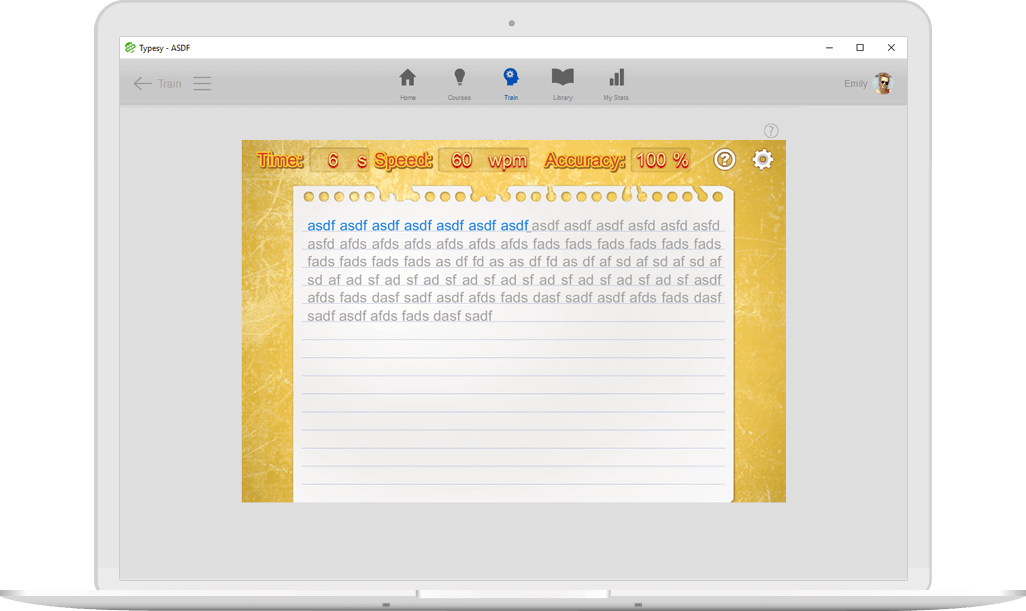 Typesy - ASDF
Train
Home Courses Train Library My Stats
Emily
?
Time: 6 s Speed: 60 wpm Accuracy: 100 % ?
asdf asdf asdf asdf asdf asdf asdf asdf asdf asdf asfd asfd asfd
asfd afds afds afds afds afds afds fads fads fads fads fads fads
fads fads fads fads as df fd as as df fd as df af sd af sd af sd af
sd af ad sf ad sf ad sf ad sf ad sf ad sf ad sf ad sf ad sf asdf
afds fads dasf sadf asdf afds fads dasf sadf asdf afds fads dasf
sadf asdf afds fads dasf sadf